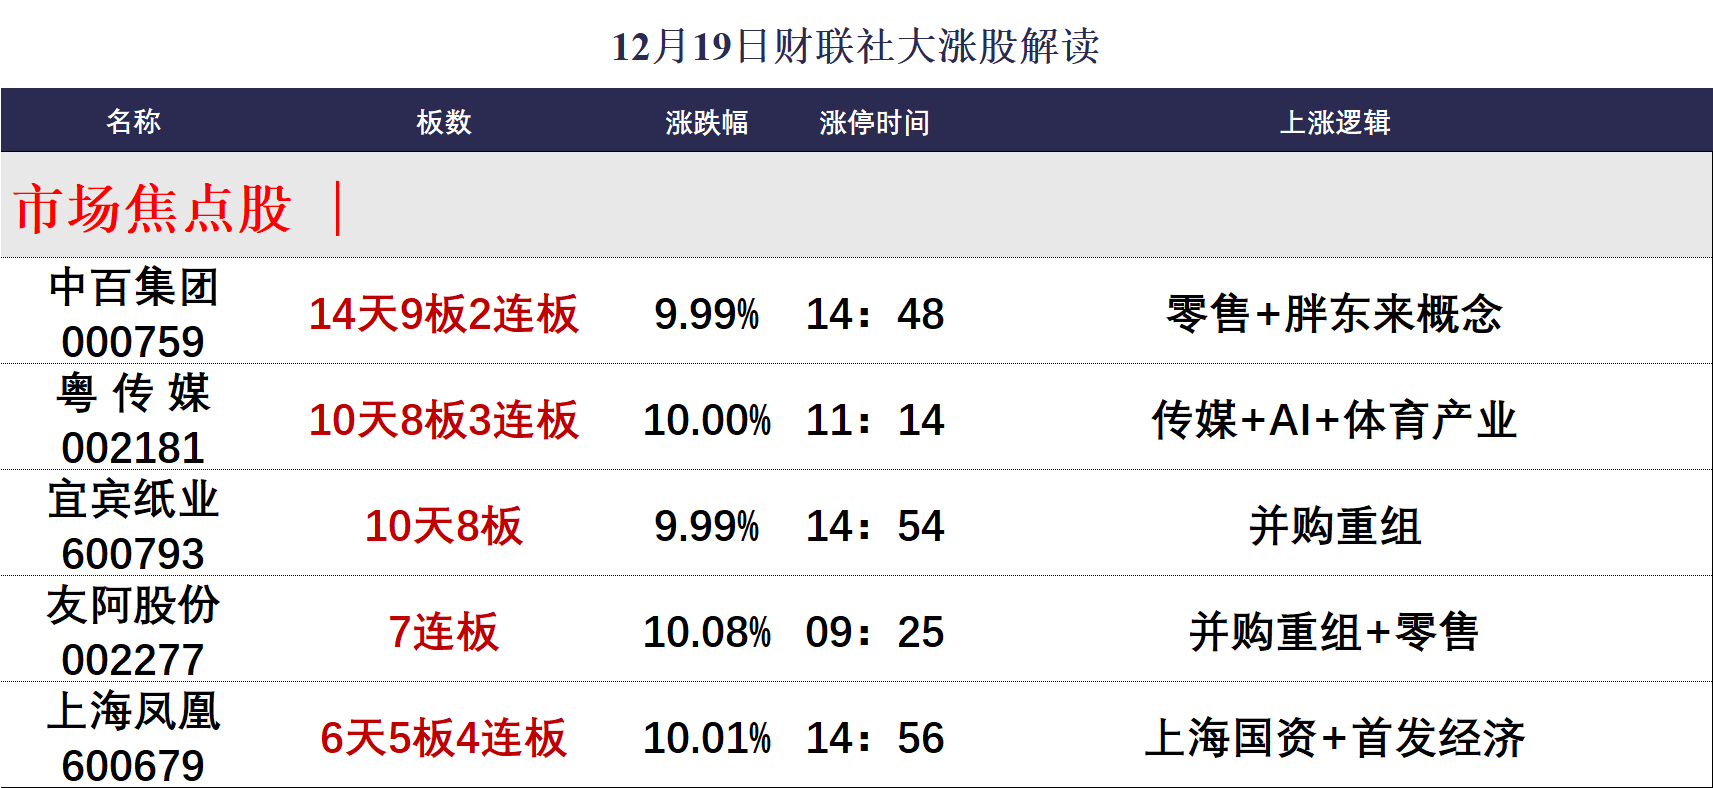 12月19日财联社大涨股解读
名称 板数 涨跌幅 涨停时间 上涨逻辑
市场焦点股 ｜
中百集团
000759
14天9板2连板 9.99% 14：48 零售+胖东来概念
粤 传 媒
002181
10天8板3连板 10.00% 11：14 传媒+AI+体育产业
宜宾纸业
600793
10天8板 9.99% 14：54 并购重组
友阿股份
002277
7连板 10.08% 09：25 并购重组+零售
上海凤凰
600679
6天5板4连板 10.01% 14：56 上海国资+首发经济